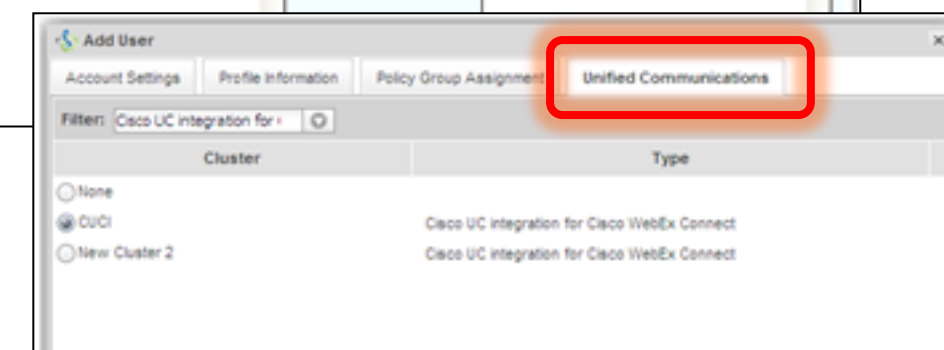 Add User
Account Settings Profile Information Policy Group Assignment Unified Communications
Filter: Cisco UC integration for
Cluster Type
None
CUCI Cisco UC integration for Cisco WebEx Connect
New Cluster 2 Cisco UC integration for Cisco WebEx Connect